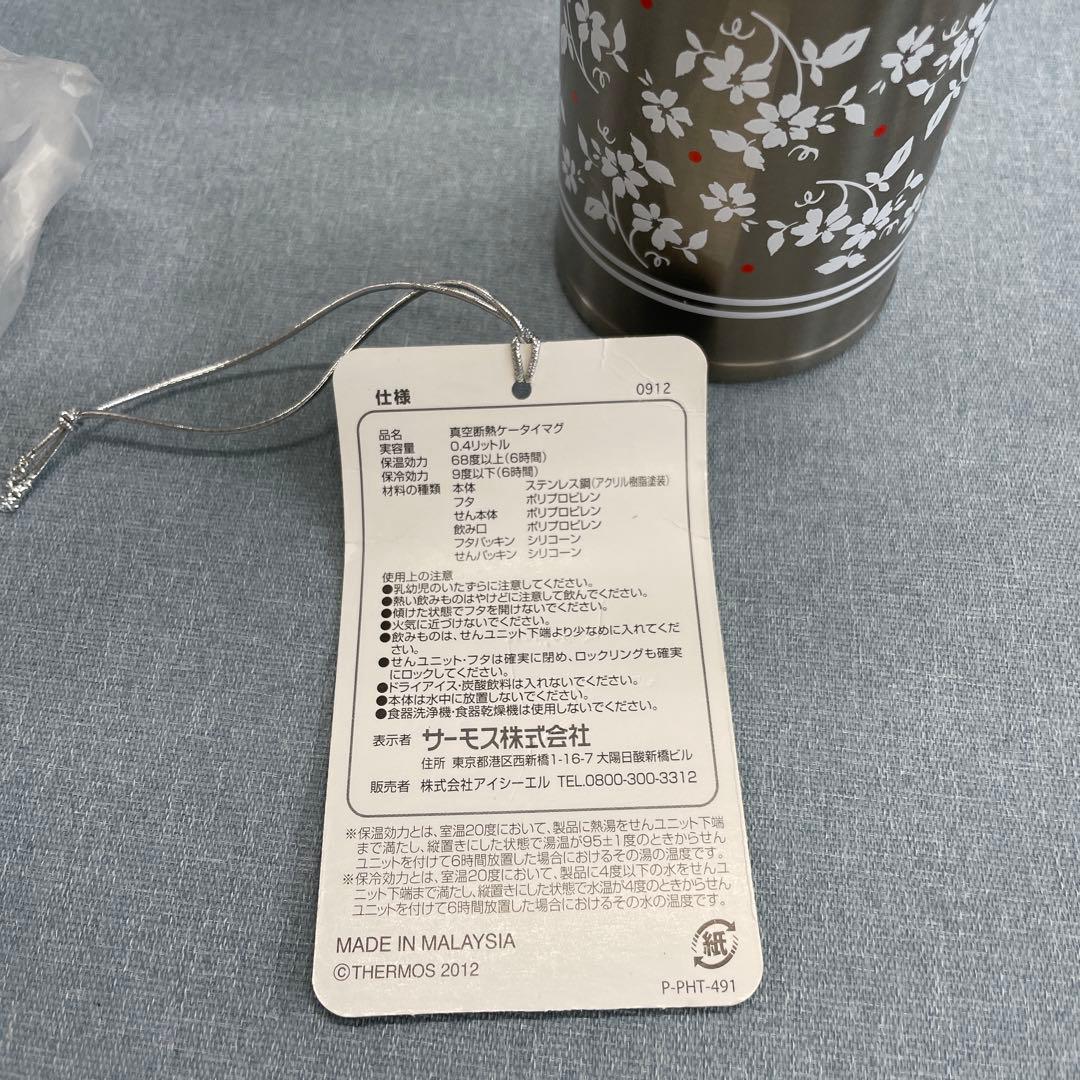 仕様 0912
品名 真空断熱ケータイマグ
実容量 0.4リットル
保温効力 68度以上(6時間)
保冷効力 9度以下(6時間)
材料の種類 本体 ステンレス鋼(アクリル樹脂塗装)
フタ ポリプロピレン
せん本体 ポリプロピレン
飲み口 ポリプロピレン
フタパッキン シリコーン
せんパッキン シリコーン
使用上の注意
●乳幼児のいたずらに注意してください。
●熱い飲みものはやけどに注意して飲んでください。
●傾けた状態でフタを開けないでください。
●火気に近づけないでください。
●飲みものは、せんユニット下端より少なめに入れてくだ
さい。
●せんユニット・フタは確実に閉め、ロックリングも確実
にロックしてください。
●ドライアイス・炭酸飲料は入れないでください。
●本体は水中に放置しないでください。
●食器洗浄機・食器乾燥機は使用しないでください。
表示者 サーモス株式会社
住所 東京都港区西新橋1-16-7 大陽日酸新橋ビル
販売者 株式会社アイシーエル TEL.0800-300-3312
※保温効力とは、室温20度において、製品に熱湯をせんユニット下端
まで満たし、縦置きにした状態で湯温が95±1度のときからせん
ユニットを付けて6時間放置した場合におけるその湯の温度です。
※保冷効力とは、室温20度において、製品に4度以下の水をせんユニ
ット下端まで満たし、縦置きにした状態で水温が4度のときからせん
ユニットを付けて6時間放置した場合におけるその水の温度です。
MADE IN MALAYSIA
©THERMOS 2012
紙
P-PHT-491